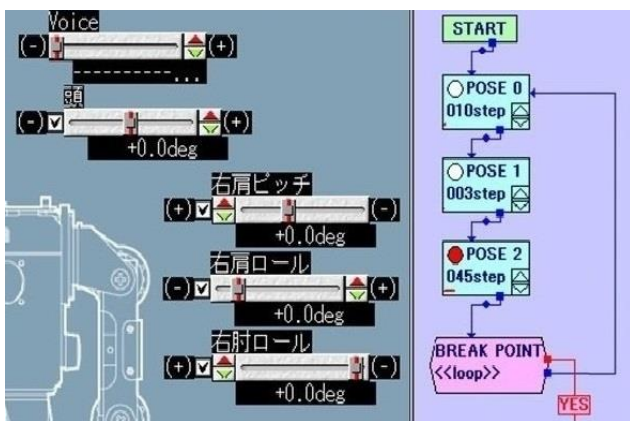 Voice
(-) (+)
---------...
頭
(-) (+)
+0.0deg
右肩ピッチ
(+) (-)
+0.0deg
右肩ロール
(-) (+)
+0.0deg
右肘ロール
(+) (-)
+0.0deg
START
POSE 0
010step
POSE 1
003step
POSE 2
045step
BREAK POINT
<<loop>>
YES